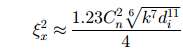 ξ_x^2 ≈ \frac{1.23 C_n^2 \sqrt[6]{k^7 d_i^{11}}}{4}